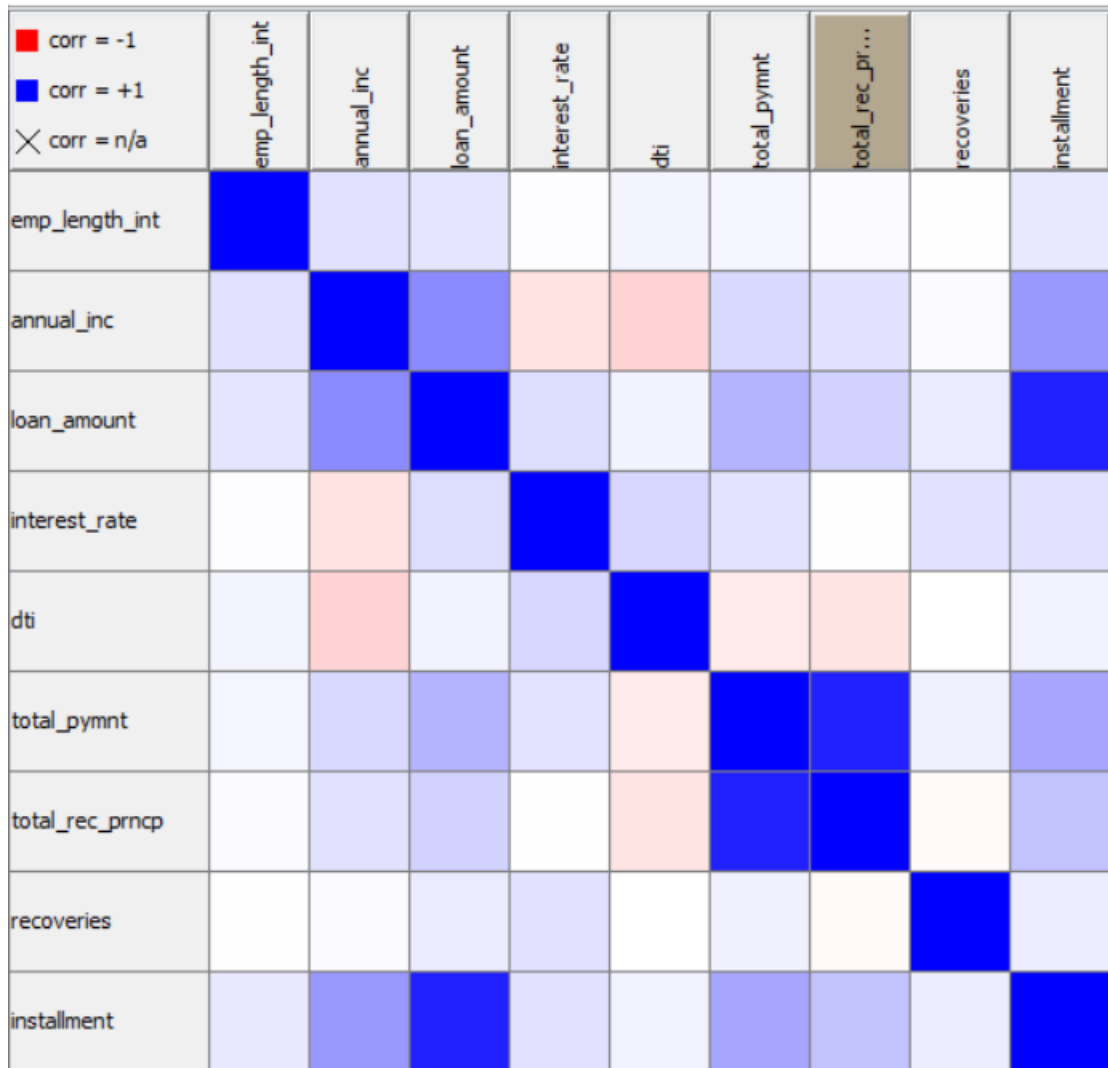 corr = -1
corr = +1
corr = n/a
emp_length_int
annual_inc
loan_amount
interest_rate
dti
total_pymnt
total_rec_pr...
recoveries
installment
emp_length_int
annual_inc
loan_amount
interest_rate
dti
total_pymnt
total_rec_prncp
recoveries
installment